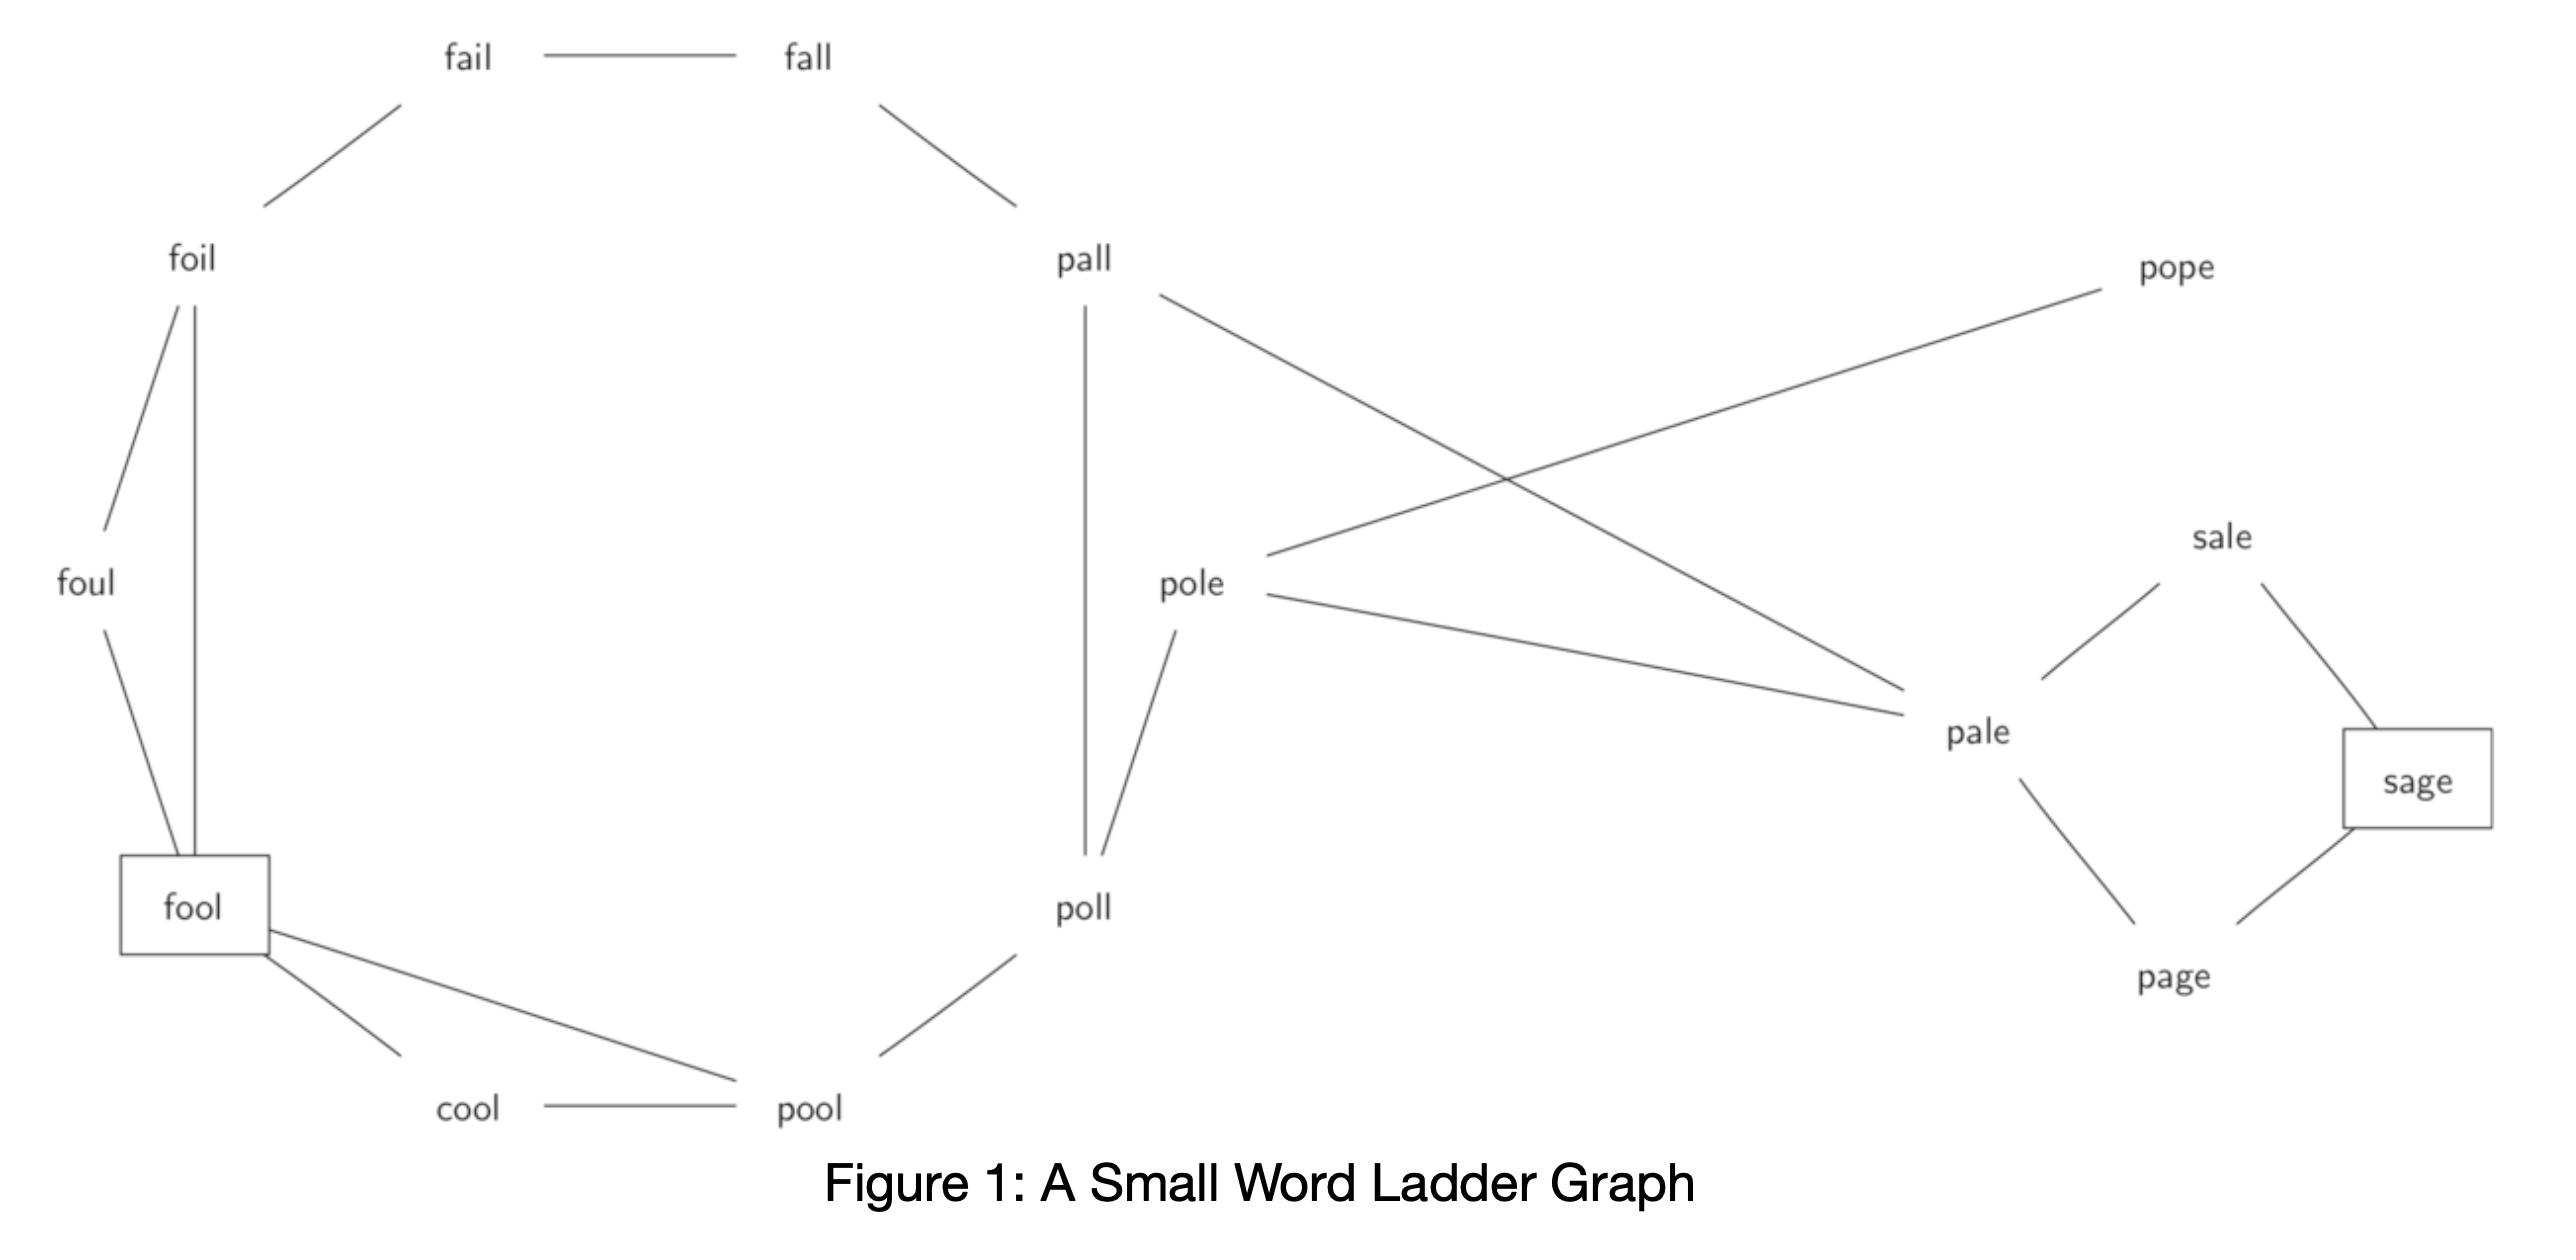 fail fall
foil pall pope
sale
foul pole
pale
sage
fool poll
page
cool pool
Figure 1: A Small Word Ladder Graph